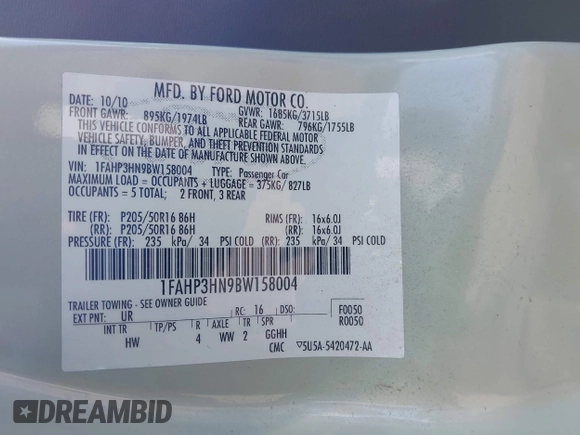 MFD. BY FORD MOTOR CO.
DATE: 10/10 GVWR: 1685KG/3715LB
FRONT GAWR: 895KG/1974LB REAR GAWR: 796KG/1755LB
THIS VEHICLE CONFORMS TO ALL APPLICABLE FEDERAL MOTOR
VEHICLE SAFETY, BUMPER, AND THEFT PREVENTION STANDARDS
IN EFFECT ON THE DATE OF MANUFACTURE SHOWN ABOVE.
VIN: 1FAHP3HN9BW158004 TYPE: Passenger Car
MAXIMUM LOAD = OCCUPANTS + LUGGAGE = 375KG/ 827LB
OCCUPANTS = 5 TOTAL; 2 FRONT, 3 REAR
TIRE (FR): P205/50R16 86H RIMS (FR): 16x6.0J
(RR): P205/50R16 86H (RR): 16x6.0J
PRESSURE (FR): 235 kPa/ 34 PSI COLD (RR): 235 kPa/ 34 PSI COLD
1FAHP3HN9BW158004
TRAILER TOWING - SEE OWNER GUIDE
EXT PNT: UR RC: 16 DSO: F0050
R0050
INT TR TP/PS R AXLE TR SPR
HW 4 WW 2 GGHH
CMC ▽5U5A-5420472-AA
DREAMBID